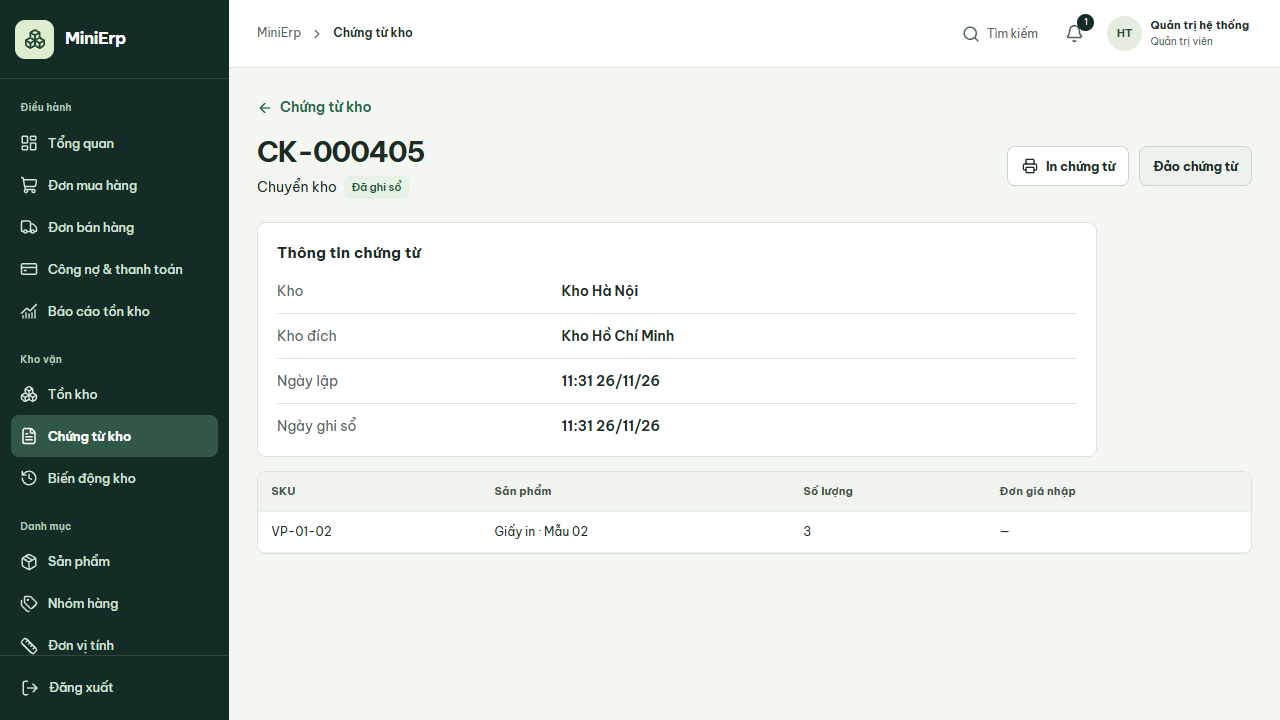 MiniErp
Điều hành
Tổng quan
Đơn mua hàng
Đơn bán hàng
Công nợ & thanh toán
Báo cáo tồn kho
Kho vận
Tồn kho
Chứng từ kho
Biến động kho
Danh mục
Sản phẩm
Nhóm hàng
Đơn vị tính
Đăng xuất
MiniErp > Chứng từ kho
Tìm kiếm
1
HT
Quản trị hệ thống
Quản trị viên
← Chứng từ kho
CK-000405
Chuyển kho Đã ghi sổ
In chứng từ
Đảo chứng từ
Thông tin chứng từ
Kho Kho Hà Nội
Kho đích Kho Hồ Chí Minh
Ngày lập 11:31 26/11/26
Ngày ghi sổ 11:31 26/11/26
SKU Sản phẩm Số lượng Đơn giá nhập
VP-01-02 Giấy in · Mẫu 02 3 —